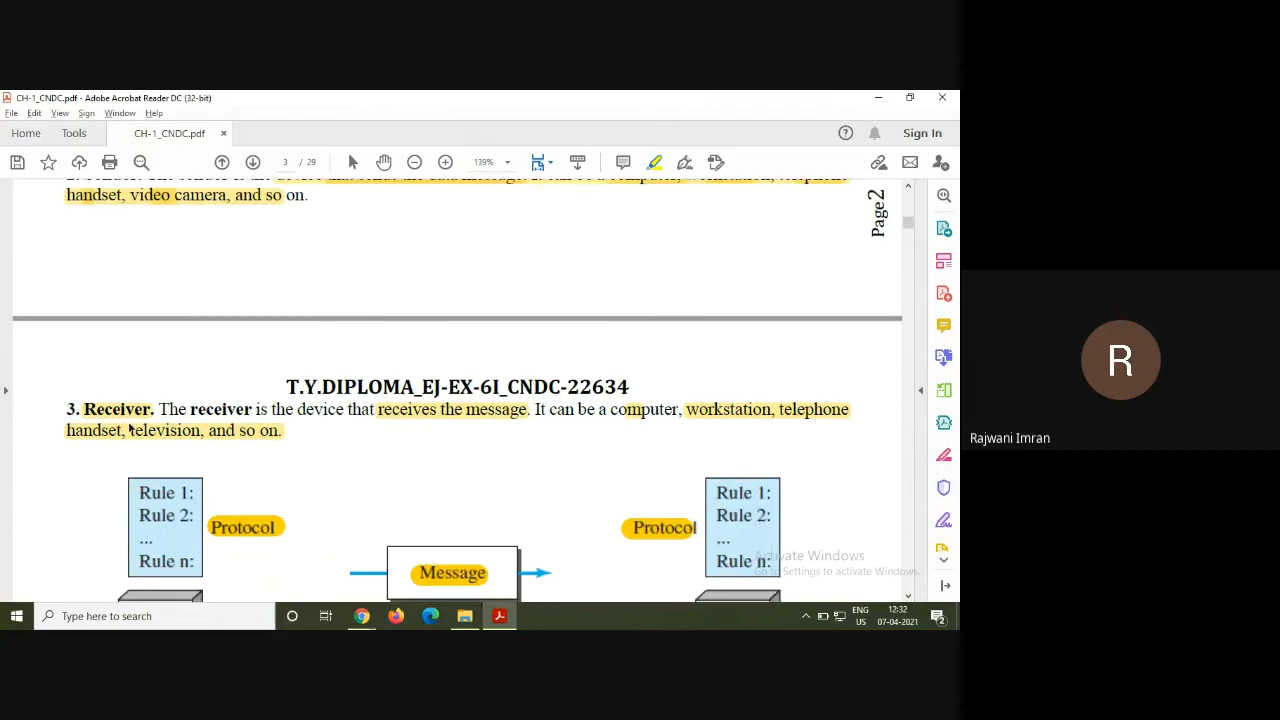 CH-1_CNDC.pdf - Adobe Acrobat Reader DC (32-bit)
File Edit View Sign Window Help
Home Tools CH-1_CNDC.pdf × Sign In
3 / 29 139%
handset, video camera, and so on.
Page2
T.Y.DIPLOMA_EJ-EX-6I_CNDC-22634
3. Receiver. The receiver is the device that receives the message. It can be a computer, workstation, telephone
handset, television, and so on.
Rule 1:
Rule 2:
...
Rule n:
Protocol
Message
Protocol
Rule 1:
Rule 2:
...
Rule n:
Activate Windows
Go to Settings to activate Windows.
Type here to search
ENG
US
12:32
07-04-2021
2
R
Rajwani Imran